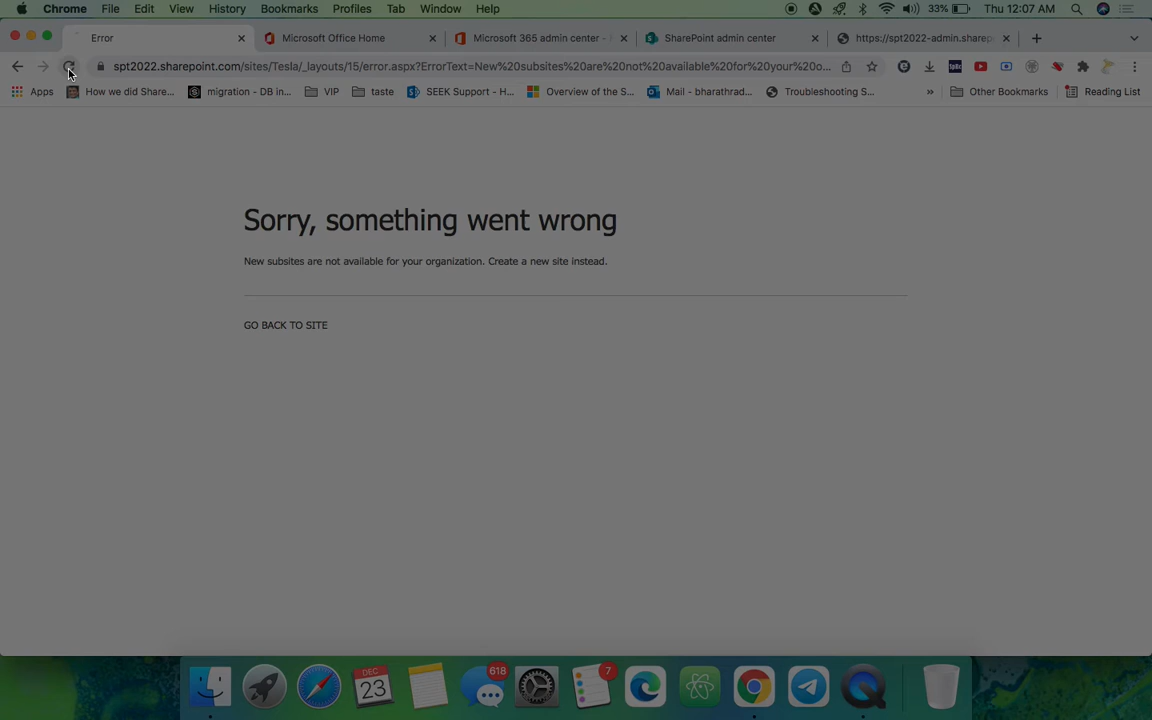 Chrome File Edit View History Bookmarks Profiles Tab Window Help 33% Thu 12:07 AM
Error Microsoft Office Home Microsoft 365 admin center - SharePoint admin center https://spt2022-admin.sharep
spt2022.sharepoint.com/sites/Tesla/_layouts/15/error.aspx?ErrorText=New%20subsites%20are%20not%20available%20for%20your%20o...
Apps How we did Share... migration - DB in... VIP taste SEEK Support - H... Overview of the S... Mail - bharathrad... Troubleshooting S... » Other Bookmarks Reading List
Sorry, something went wrong
New subsites are not available for your organization. Create a new site instead.
GO BACK TO SITE
DEC
23
618
7